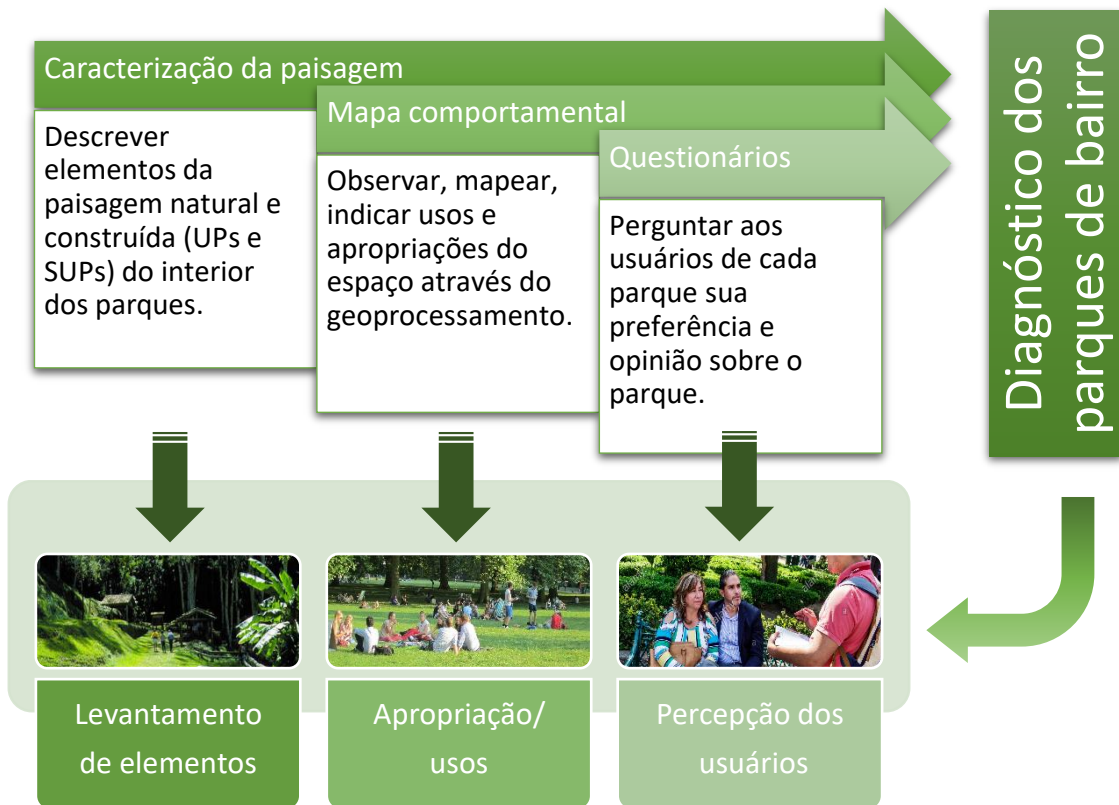 Caracterização da paisagem
Descrever
elementos da
paisagem natural e
construída (UPs e
SUPs) do interior
dos parques.
Mapa comportamental
Observar, mapear,
indicar usos e
apropriações do
espaço através do
geoprocessamento.
Questionários
Perguntar aos
usuários de cada
parque sua
preferência e
opinião sobre o
parque.
Diagnóstico dos
parques de bairro
Levantamento
de elementos
Apropriação/
usos
Percepção dos
usuários